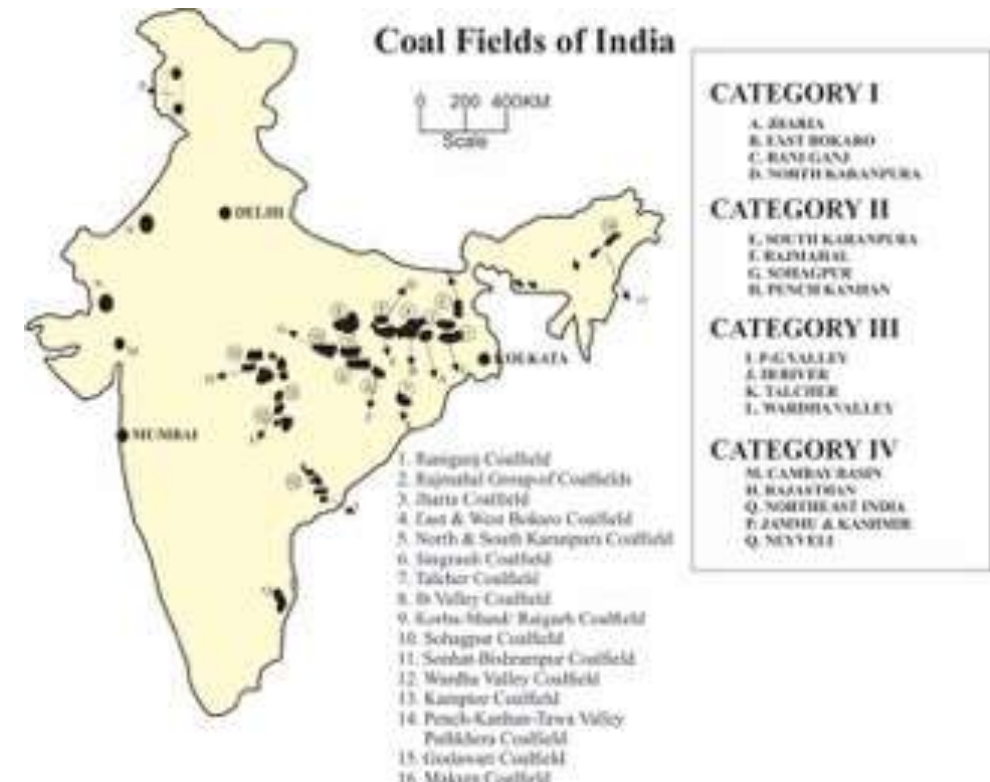 Coal Fields of India
0 200 400KM
Scale
DELHI
KOLKATA
MUMBAI
CATEGORY I
A. JHARIA
B. EAST BOKARO
C. RANI GANJ
D. NORTH KARANPURA
CATEGORY II
E. SOUTH KARANPURA
F. RAJMAHAL
G. SOHAGPUR
H. PENCH KANHAN
CATEGORY III
I. P-G VALLEY
J. IB RIVER
K. TALCHER
L. WARDHA VALLEY
CATEGORY IV
M. CAMBAY BASIN
RAJASTHAN
NORTHEAST INDIA
P. JAMMU & KASHMIR
Q. NEYVELI
1. Raniganj Coalfield
2. Rajmahal Group of Coalfields
3. Jharia Coalfield
4. East & West Bokaro Coalfield
5. North & South Karanpura Coalfield
6. Singrauli Coalfield
7. Talcher Coalfield
8. Ib Valley Coalfield
9. Korba-Mand/ Raigarh Coalfield
10. Sohagpur Coalfield
11. Sonhat-Bishrampur Coalfield
12. Wardha Valley Coalfield
13. Kamptee Coalfield
14. Pench-Kanhan-Tawa Valley
Coalfield
15. Godavari Coalfield
16. Makum Coalfield